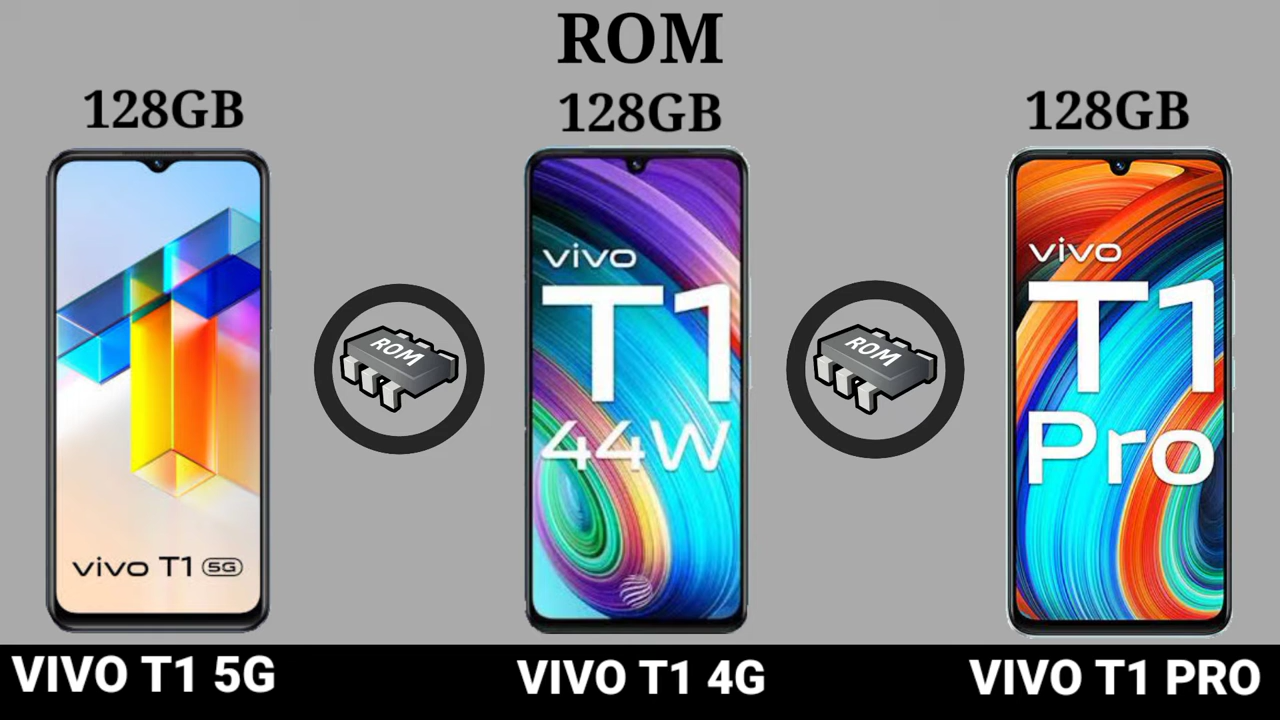 ROM
128GB
128GB
128GB
vivo T1 5G
ROM
vivo
T1
44W
ROM
vivo
T1
Pro
VIVO T1 5G
VIVO T1 4G
VIVO T1 PRO